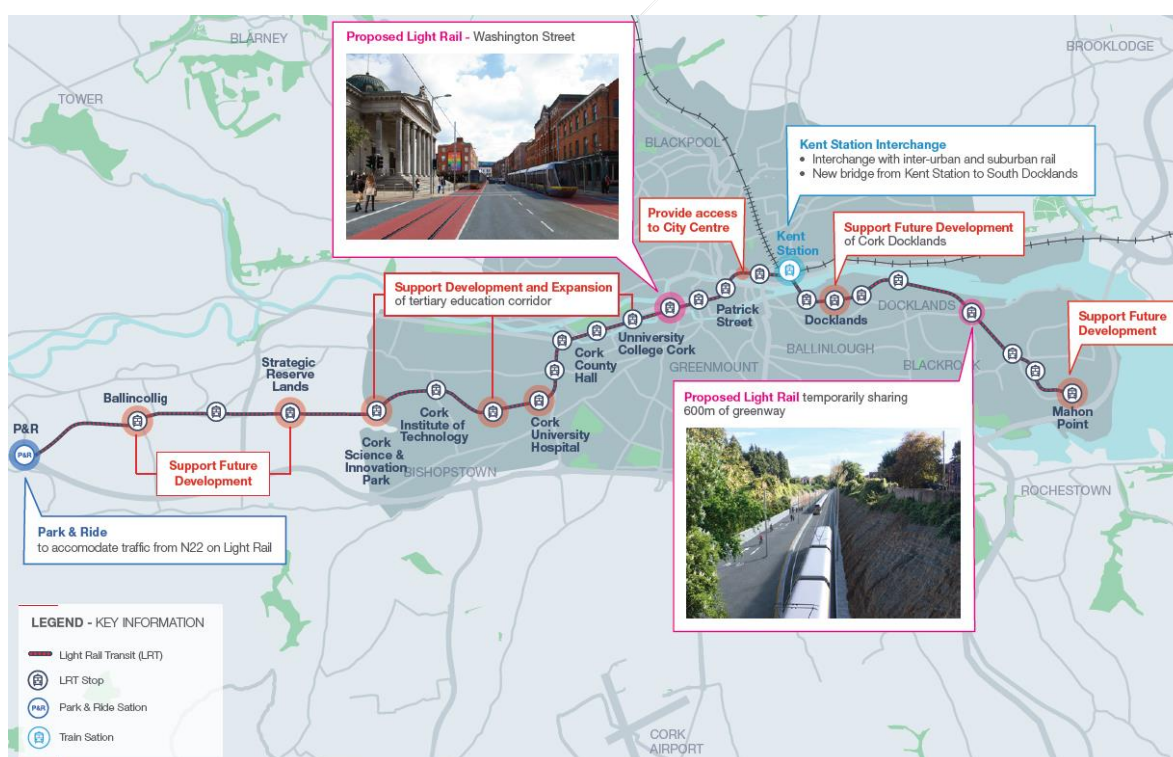 Proposed Light Rail - Washington Street
BLARNEY
BROOKLODGE
TOWER
BLACKPOOL
Kent Station Interchange
• Interchange with inter-urban and suburban rail
• New bridge from Kent Station to South Docklands
Provide access
to City Centre
Kent
Station
Support Future Development
of Cork Docklands
Support Development and Expansion
of tertiary education corridor
Patrick
Street
Docklands
DOCKLANDS
Support Future
Development
Unniversity
College Cork
Cork
County
Hall
GREENMOUNT
BALLINLOUGH
BLACKROCK
Strategic
Reserve
Lands
Ballincollig
P&R
P&R
Cork
Institute of
Technology
Cork
University
Hospital
Cork
Science &
Innovation
Park
BISHOPSTOWN
Mahon
Point
Support Future
Development
Proposed Light Rail temporarily sharing
600m of greenway
ROCHESTOWN
Park & Ride
to accomodate traffic from N22 on Light Rail
LEGEND - KEY INFORMATION
Light Rail Transit (LRT)
LRT Stop
P&R
Park & Ride Sation
Train Sation
CORK
AIRPORT